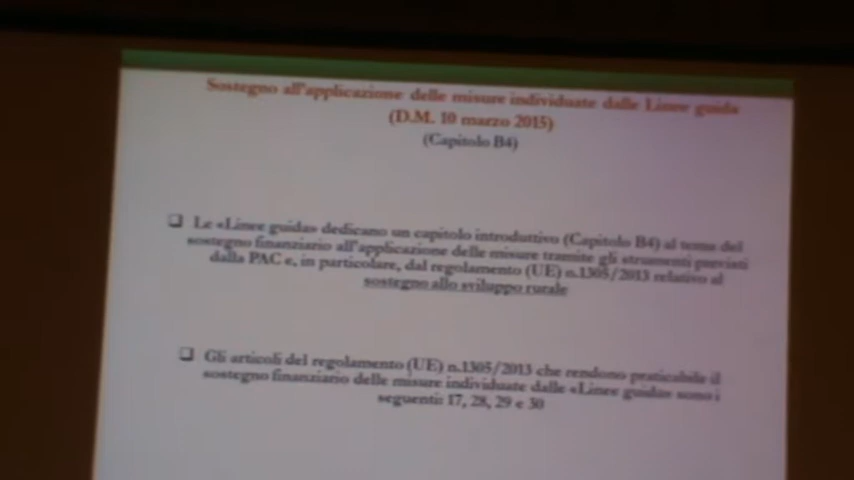 Sostegno all'applicazione delle misure individuate dalle Linee guida
(D.M. 10 marzo 2015)
(Capitolo B4)
❑ Le «Linee guida» dedicano un capitolo introduttivo (Capitolo B4) al tema del
sostegno finanziario all'applicazione delle misure tramite gli strumenti previsti
dalla PAC e, in particolare, dal regolamento (UE) n.1305/2013 relativo al
sostegno allo sviluppo rurale
❑ Gli articoli del regolamento (UE) n.1305/2013 che rendono praticabile il
sostegno finanziario delle misure individuate dalle «Linee guida» sono i
seguenti: 17, 28, 29 e 30